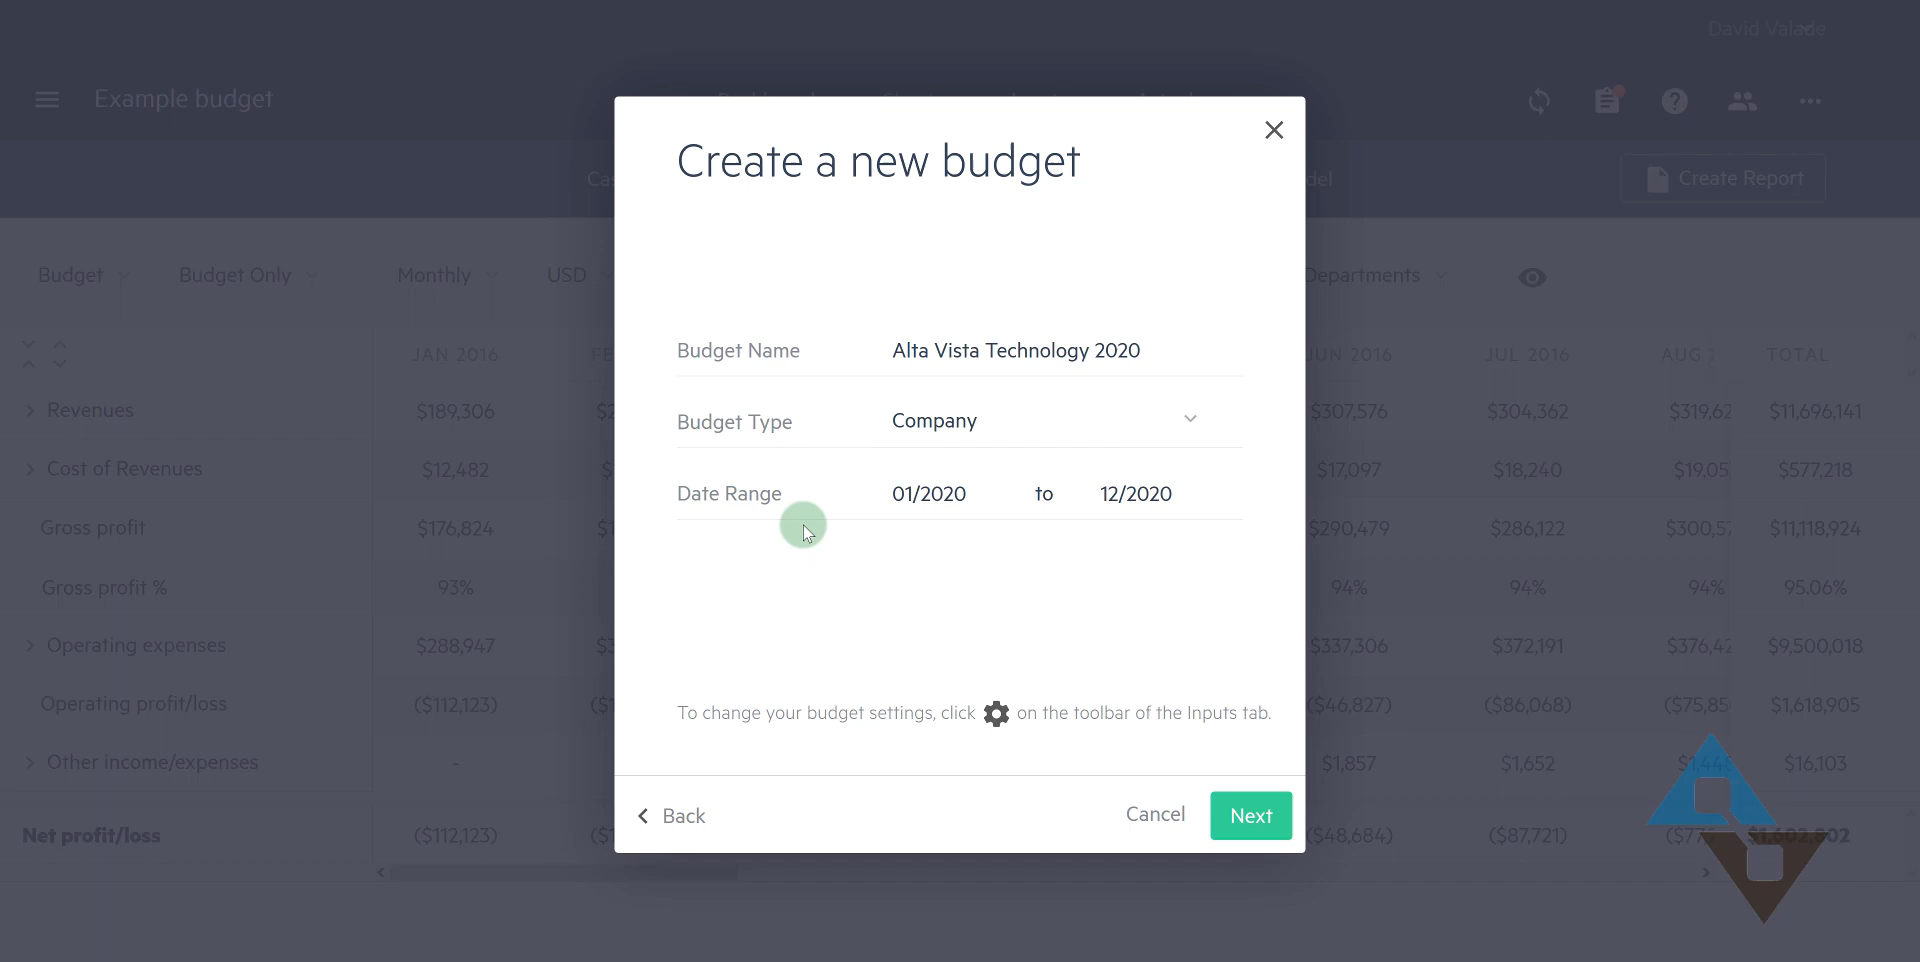 David Valade
Example budget
Create Report
Budget Budget Only Monthly USD Departments
JAN 2016 JUN 2016 JUL 2016 AUG TOTAL
Revenues $189,306 $307,576 $304,362 $11,696,141
Cost of Revenues $12,482 $17,097 $18,240 $577,218
Gross profit $176,824 $290,479 $286,122 $11,118,924
Gross profit % 93% 94% 94% 94% 95.06%
Operating expenses $288,947 $337,306 $372,191 $9,500,018
Operating profit/loss ($112,123) ($46,827) ($86,068) $1,618,905
Other income/expenses - $1,857 $1,652 $16,103
Net profit/loss ($112,123) ($48,684) ($87,721) $1,602,802
Create a new budget
Budget Name Alta Vista Technology 2020
Budget Type Company
Date Range 01/2020 to 12/2020
To change your budget settings, click on the toolbar of the Inputs tab.
Back Cancel Next